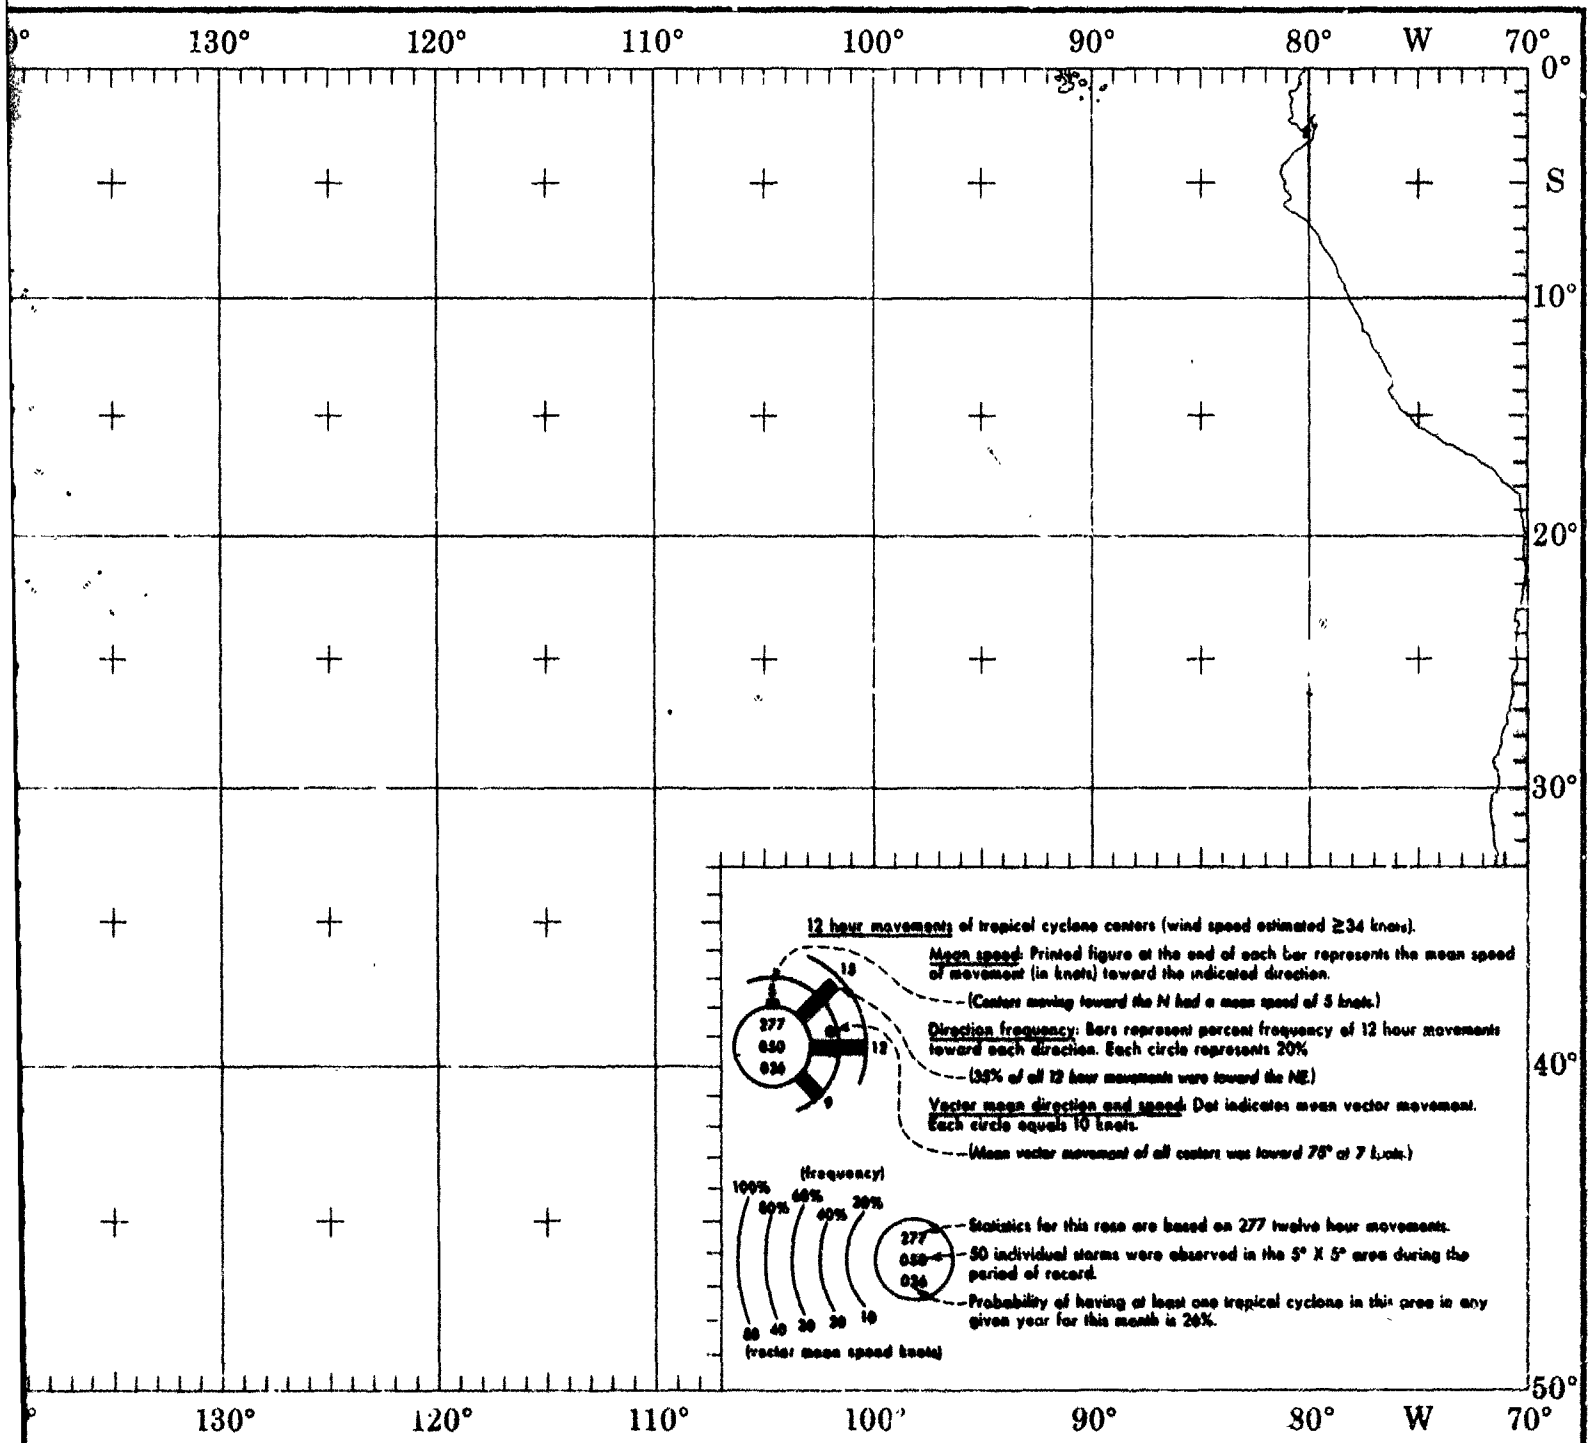 130° 120° 110° 100° 90° 80° W 70°
0°
S
10°
20°
30°
40°
50°
12 hour movements of tropical cyclone centers (wind speed estimated ≥34 knots).
Mean speed: Printed figure at the end of each bar represents the mean speed
of movement (in knots) toward the indicated direction.
(Centers moving toward the N had a mean speed of 5 knots.)
Direction frequency: Bars represent percent frequency of 12 hour movements
toward each direction. Each circle represents 20%
(35% of all 12 hour movements were toward the NE.)
Vector mean direction and speed: Dot indicates mean vector movement.
Each circle equals 10 knots.
(Mean vector movement of all centers was toward 75° at 7 knots.)
5
15
12
9
277
050
(frequency)
100% 80% 60% 40% 20%
40 30 20 10
(vector mean speed knots)
277
050
Statistics for this rose are based on 277 twelve hour movements.
50 individual storms were observed in the 5° X 5° area during the
period of record.
Probability of having at least one tropical cyclone in this area in any
given year for this month is 26%.
130° 120° 110° 100° 90° 80° W 70°